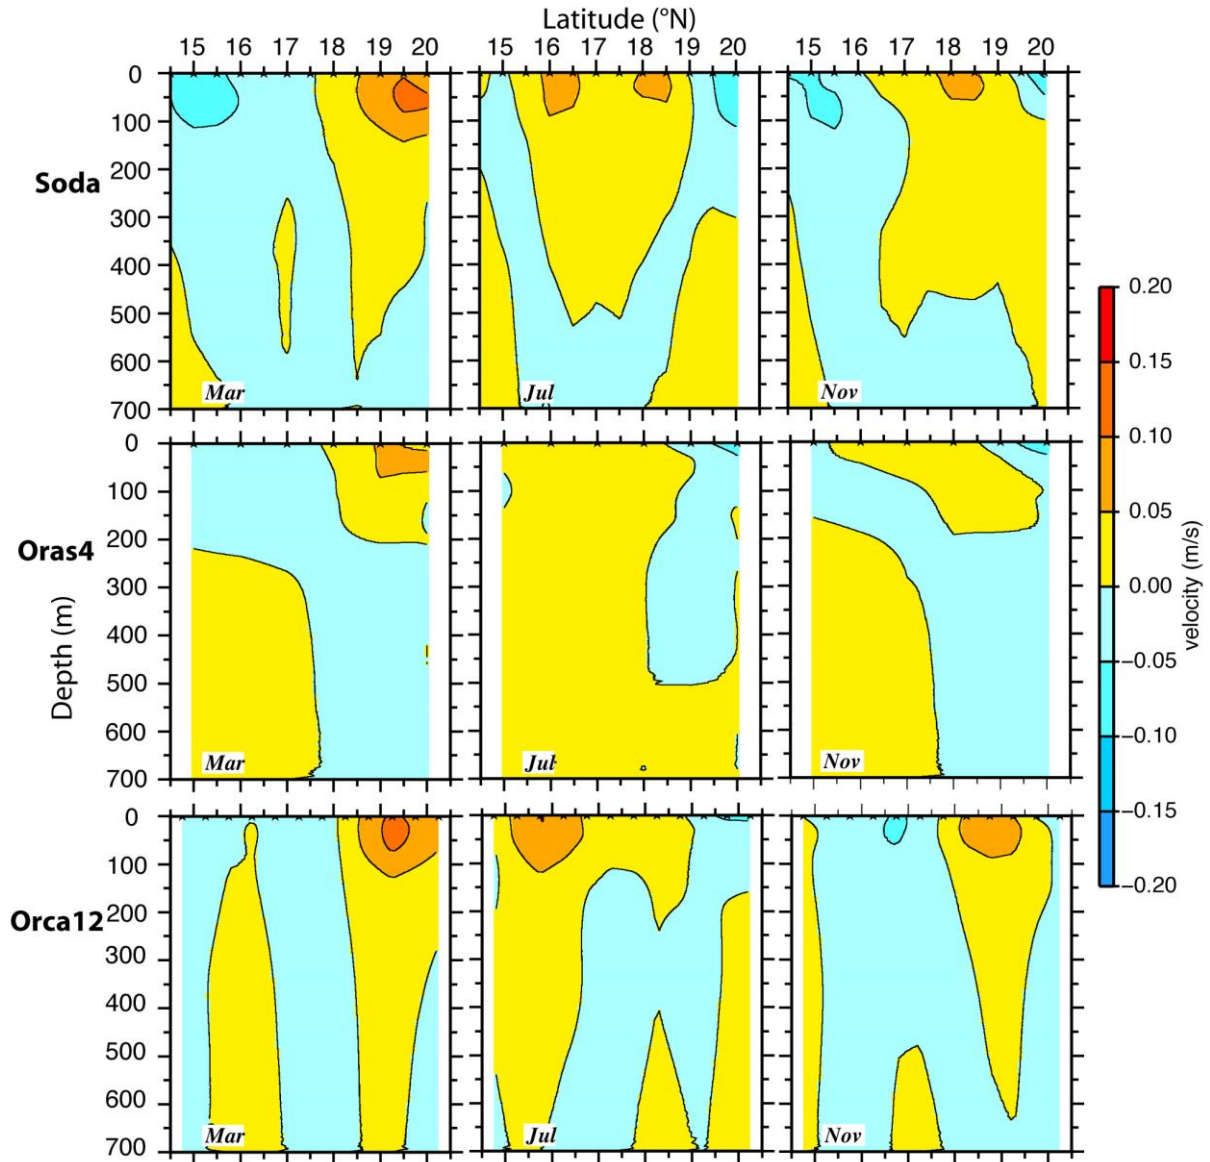 Latitude (°N)
15 16 17 18 19 20 15 16 17 18 19 20 15 16 17 18 19 20
0
100
200
300
400
500
600
700
Soda
Mar
Jul
Nov
0
100
200
300
400
500
600
700
Oras4
Depth (m)
Mar
Jul
Nov
0
100
200
300
400
500
600
700
Orca12
Mar
Jul
Nov
0.20
0.15
0.10
0.05
0.00
−0.05
−0.10
−0.15
−0.20
velocity (m/s)